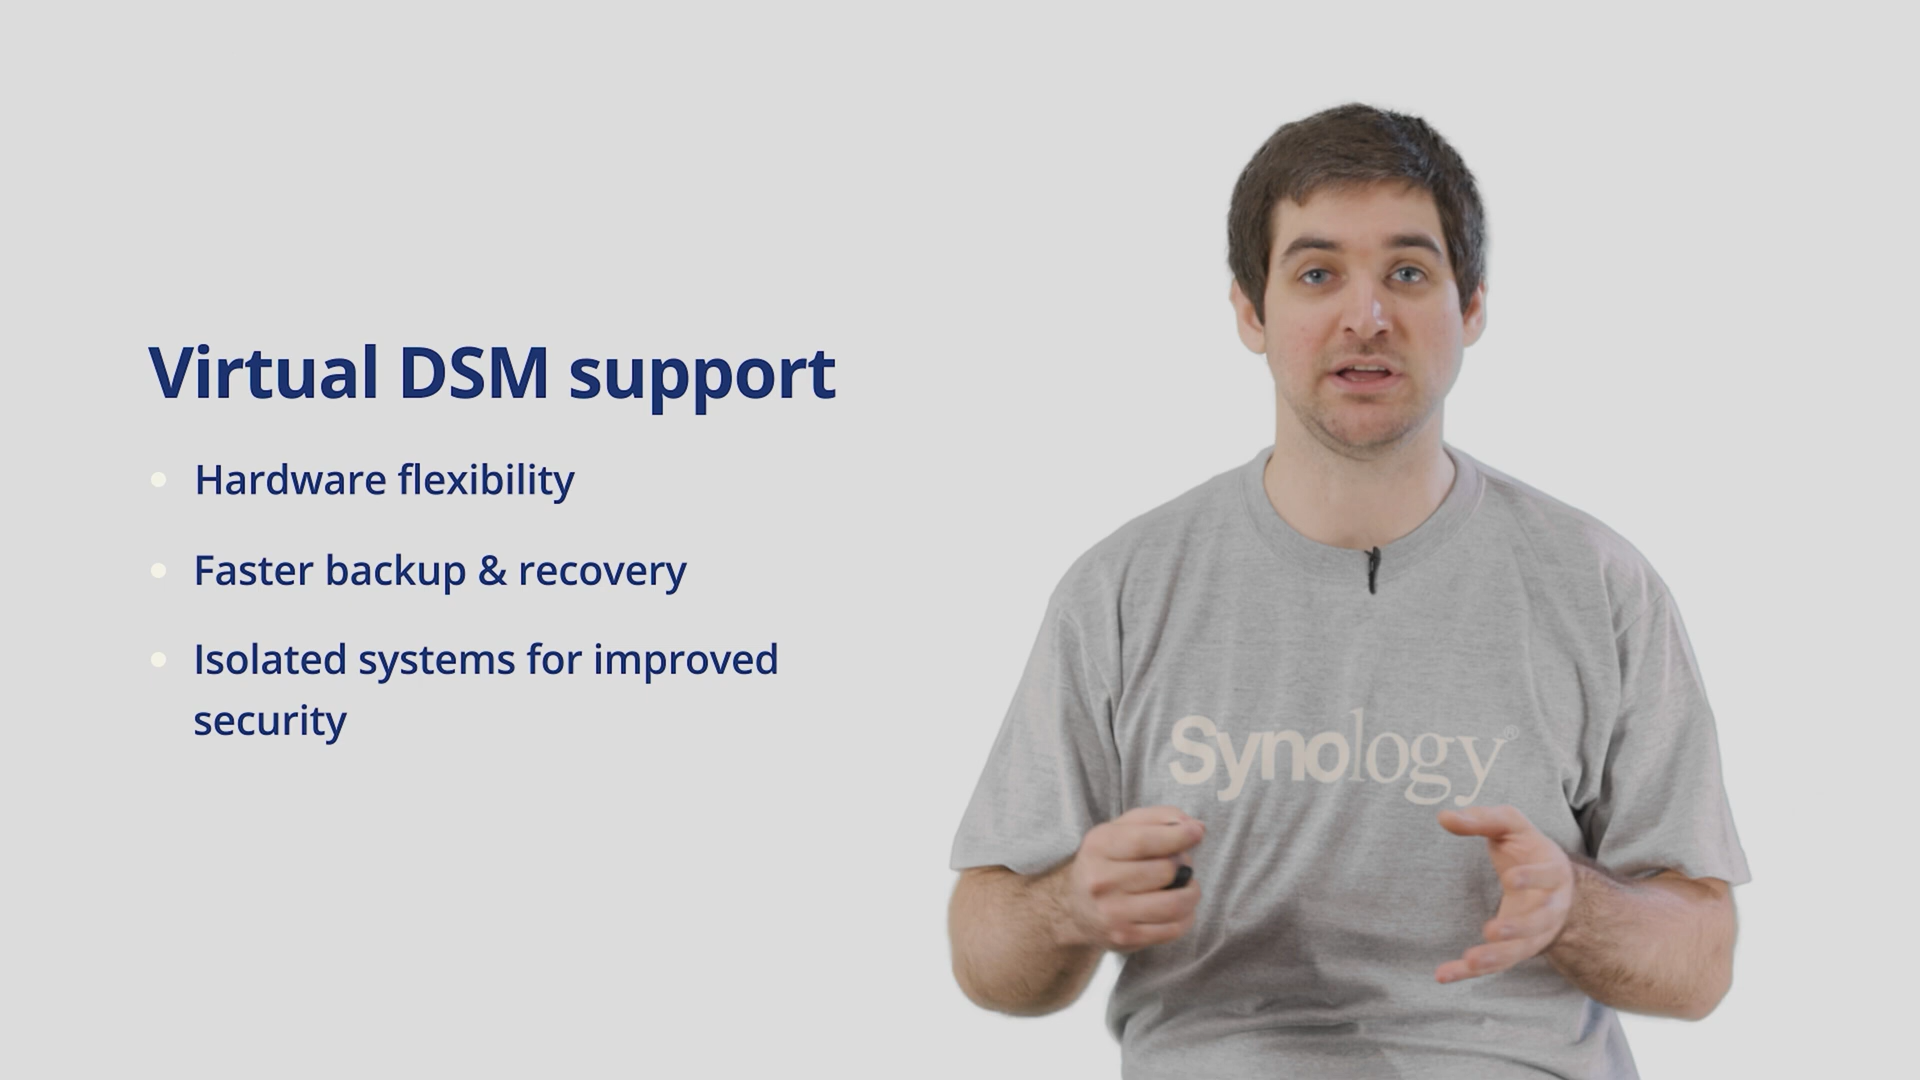 Virtual DSM support
Hardware flexibility
Faster backup & recovery
Isolated systems for improved
security
Synology®